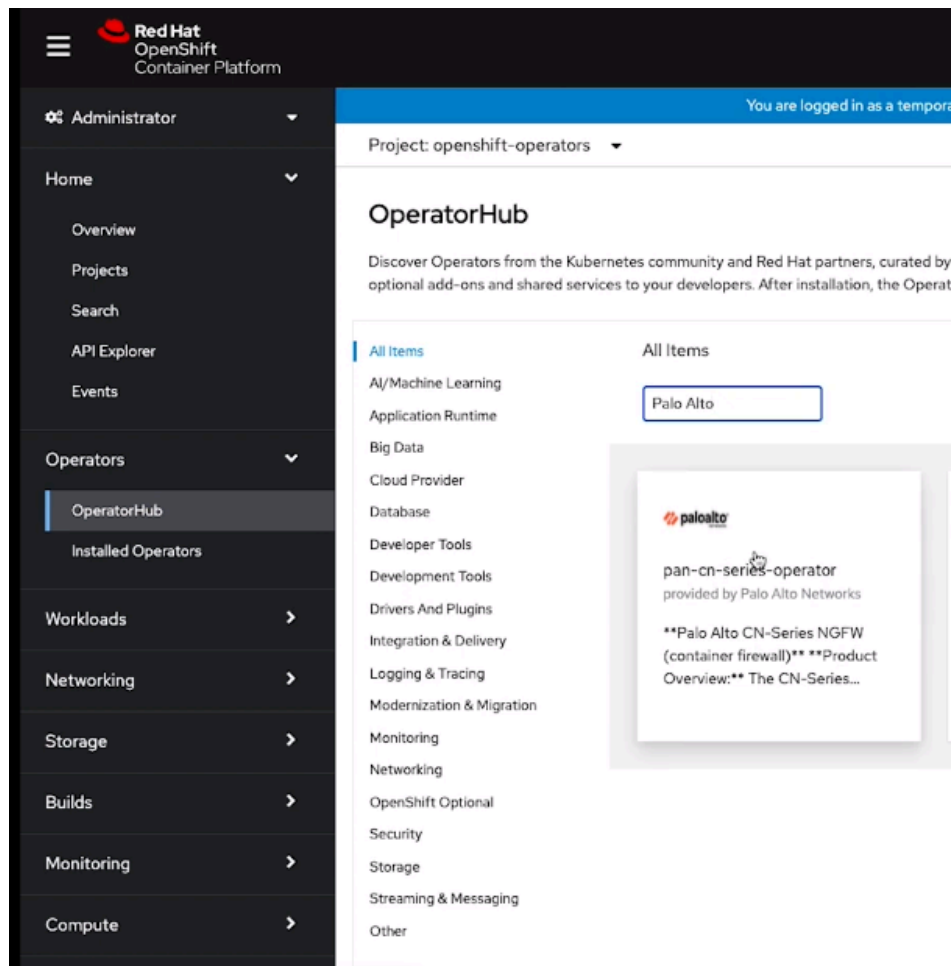 Red Hat
OpenShift
Container Platform
Administrator
Home
Overview
Projects
Search
API Explorer
Events
Operators
OperatorHub
Installed Operators
Workloads
Networking
Storage
Builds
Monitoring
Compute
You are logged in as a tempora
Project: openshift-operators
OperatorHub
Discover Operators from the Kubernetes community and Red Hat partners, curated by
optional add-ons and shared services to your developers. After installation, the Operat
All Items
AI/Machine Learning
Application Runtime
Big Data
Cloud Provider
Database
Developer Tools
Development Tools
Drivers And Plugins
Integration & Delivery
Logging & Tracing
Modernization & Migration
Monitoring
Networking
OpenShift Optional
Security
Storage
Streaming & Messaging
Other
All Items
Palo Alto
paloalto
pan-cn-series-operator
provided by Palo Alto Networks
**Palo Alto CN-Series NGFW
(container firewall)** **Product
Overview:** The CN-Series...